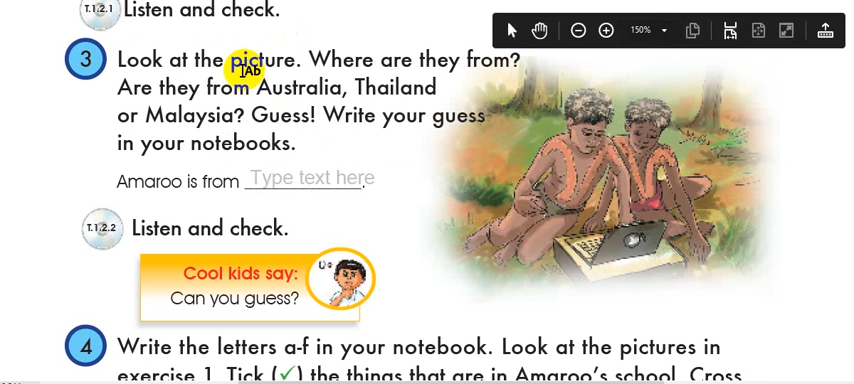 T.1.2.1 Listen and check.
150%
3 Look at the picture. Where are they from?
Are they from Australia, Thailand
or Malaysia? Guess! Write your guess
in your notebooks.
Amaroo is from Type text here.
T.1.2.2 Listen and check.
Cool kids say:
Can you guess?
4 Write the letters a-f in your notebook. Look at the pictures in
exercise 1. Tick (✓) the things that are in Amaroo's school. Cross